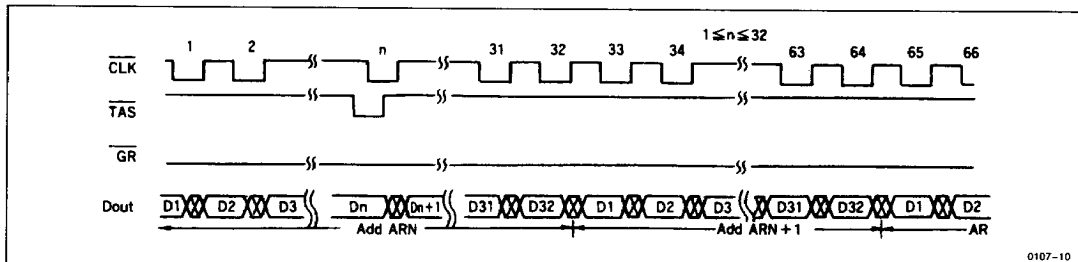 1 ≦ n ≦ 32
1 2 n 31 32 33 34 63 64 65 66
CLK
TAS
GR
Dout D1 D2 D3 Dn Dn+1 D31 D32 D1 D2 D3 D31 D32 D1 D2
Add ARN Add ARN + 1 AR
0107-10